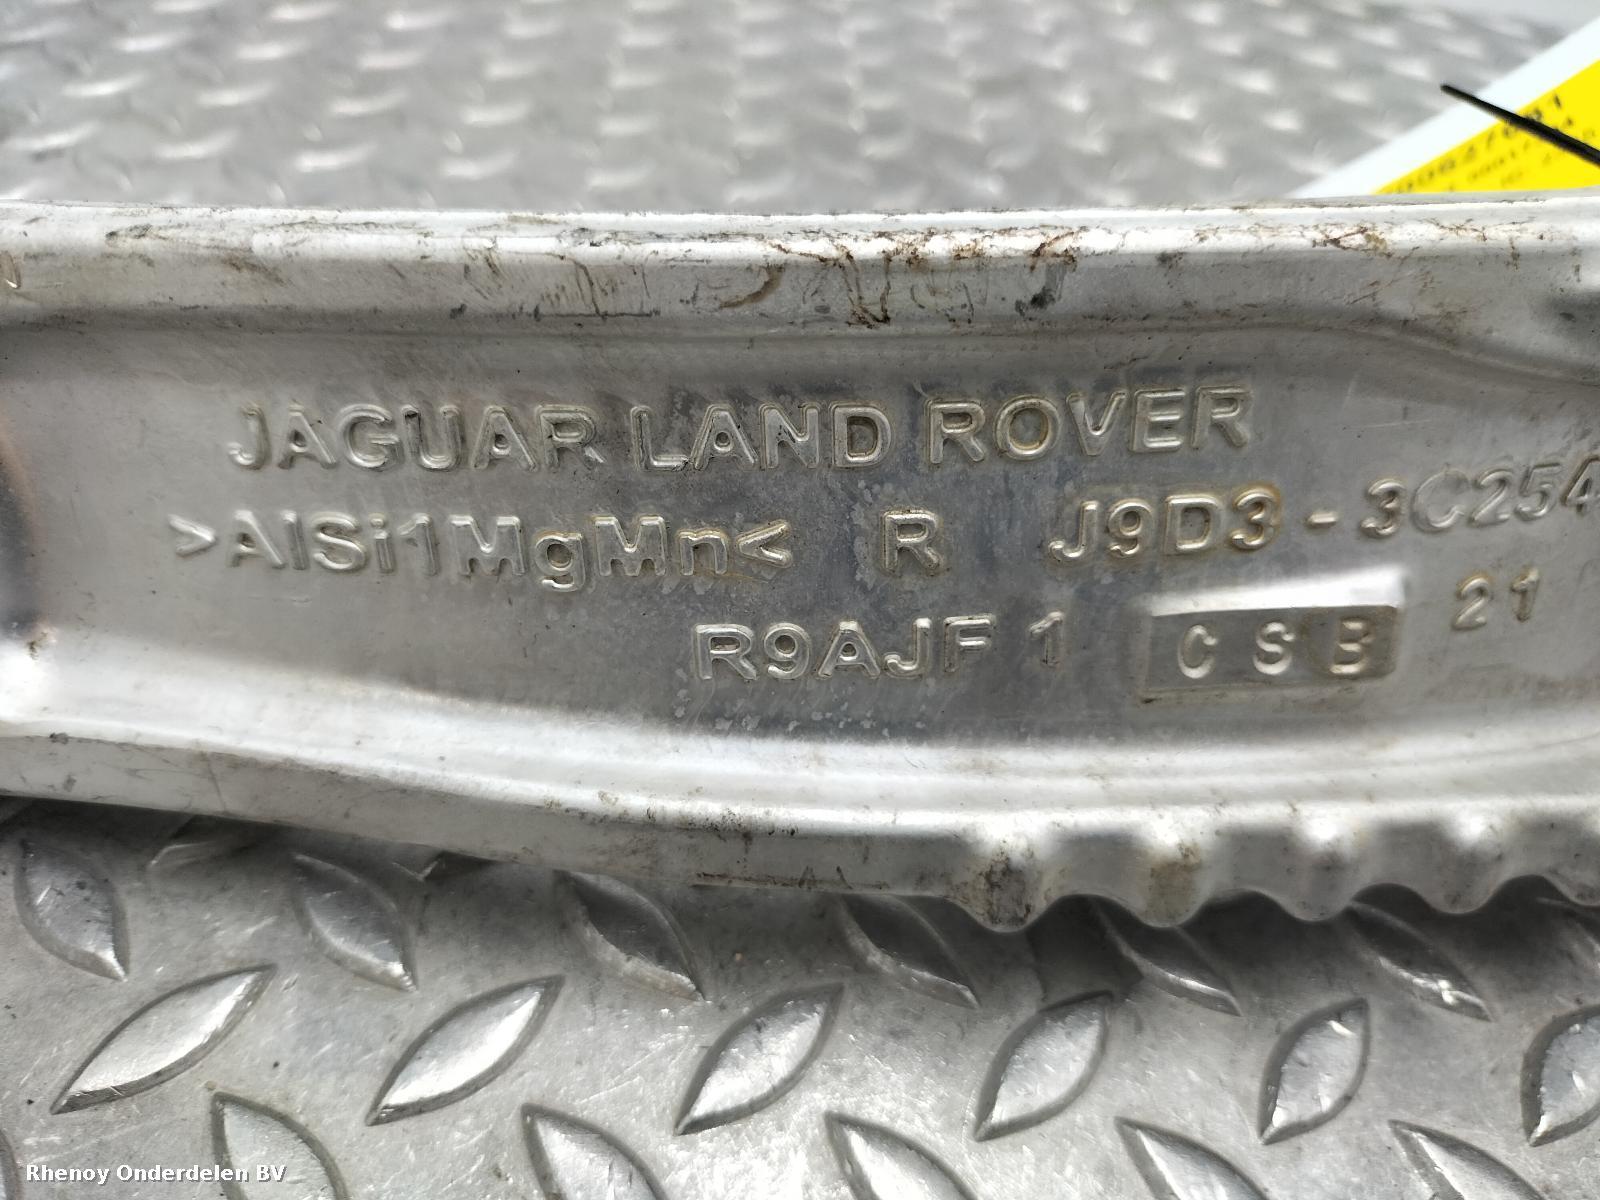 JAGUAR LAND ROVER
>AlSi1MgMn< R J9D3-3C254
R9AJF 1 CSB 21
Rhenoy Onderdelen BV